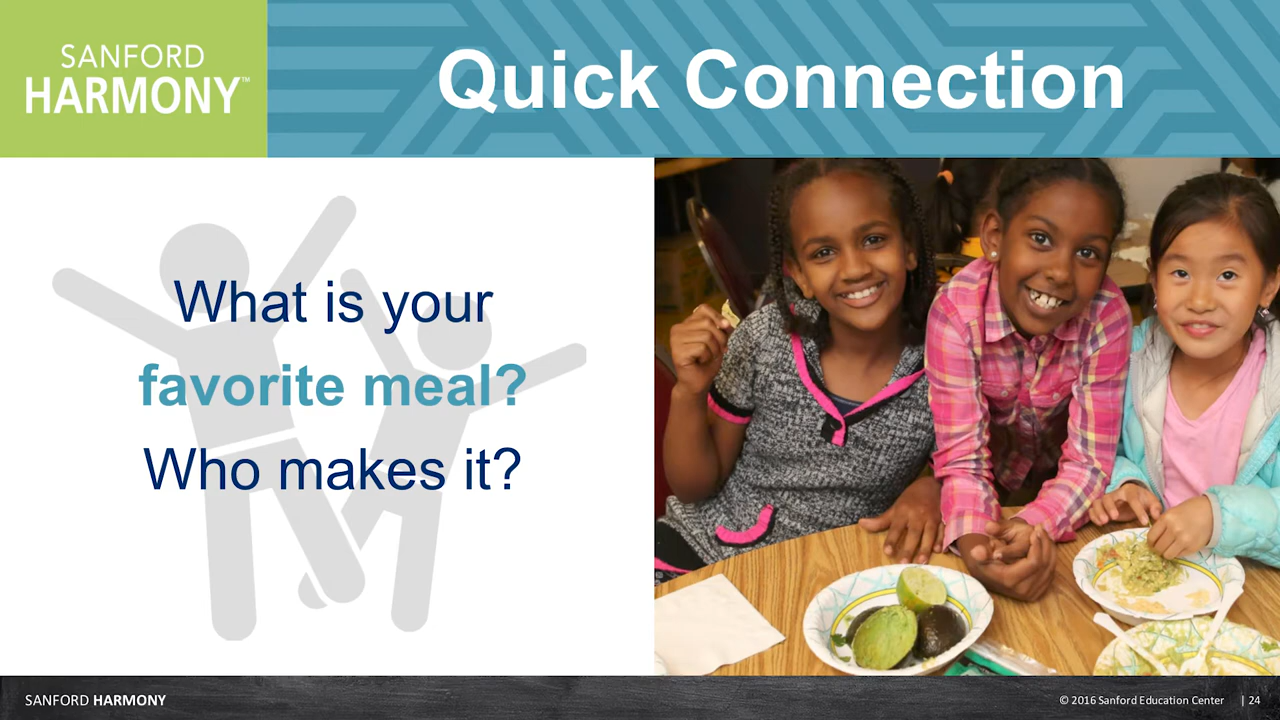 SANFORD
HARMONY™
Quick Connection
What is your
favorite meal?
Who makes it?
SANFORD HARMONY
© 2016 Sanford Education Center | 24